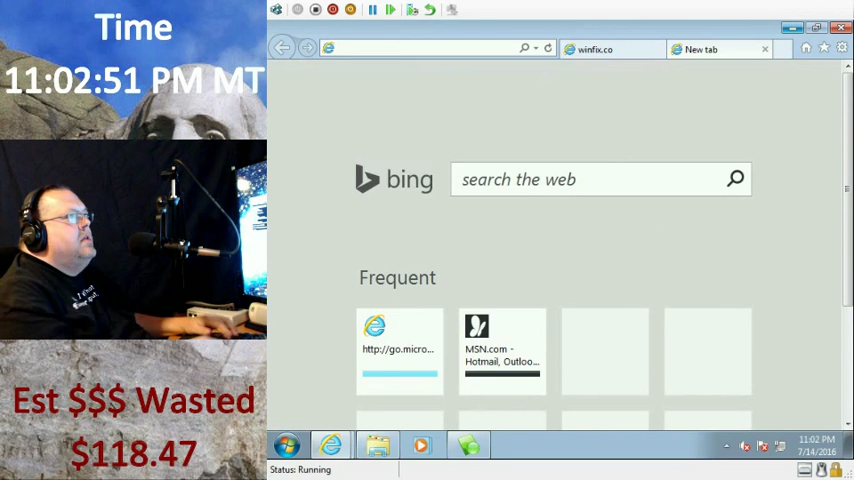 Time
11:02:51 PM MT
Est $$$ Wasted
$118.47
winfix.co
New tab
bing
search the web
Frequent
http://go.micro...
MSN.com -
Hotmail, Outloo...
11:02 PM
7/14/2016
Status: Running